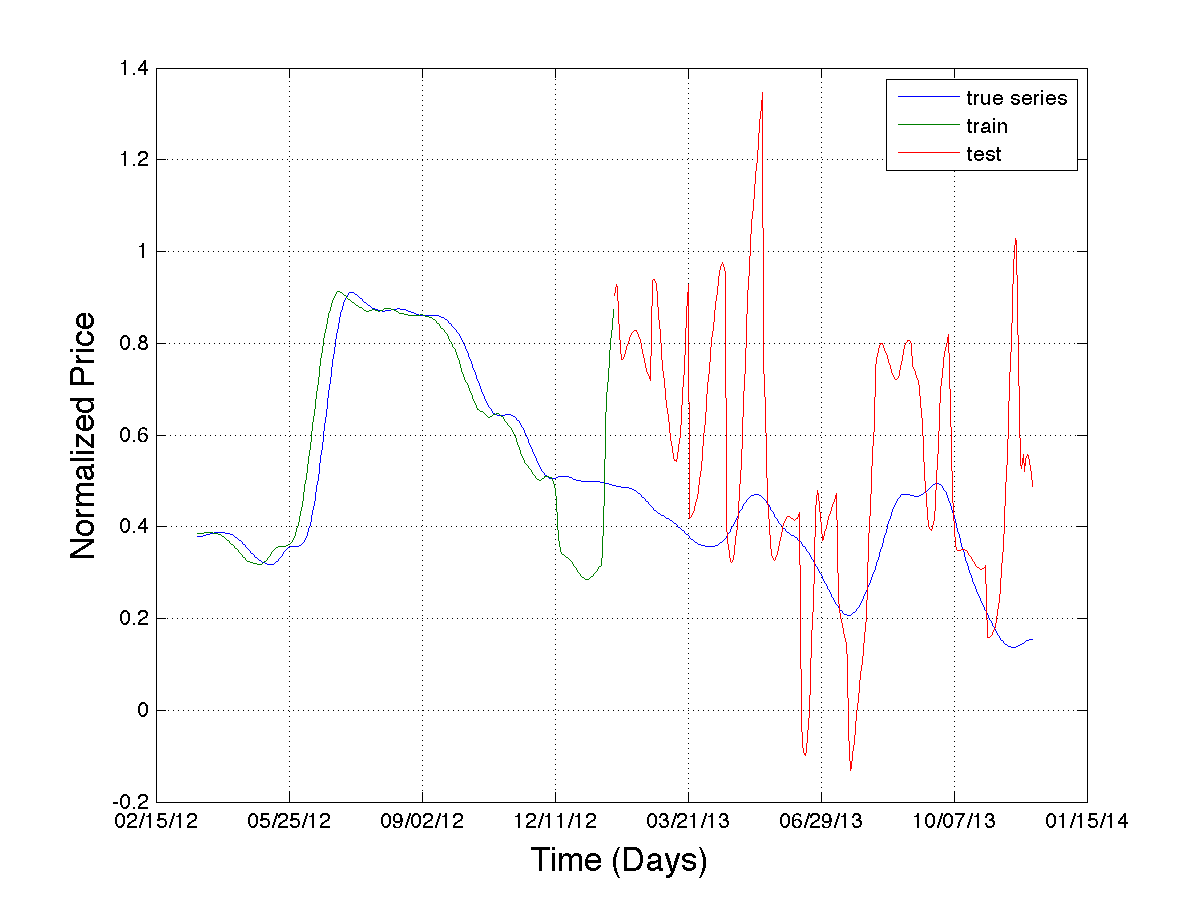 1.4
true series
train
test
1.2
1
0.8
0.6
0.4
0.2
0
-0.2
Normalized Price
02/15/12 05/25/12 09/02/12 12/11/12 03/21/13 06/29/13 10/07/13 01/15/14
Time (Days)